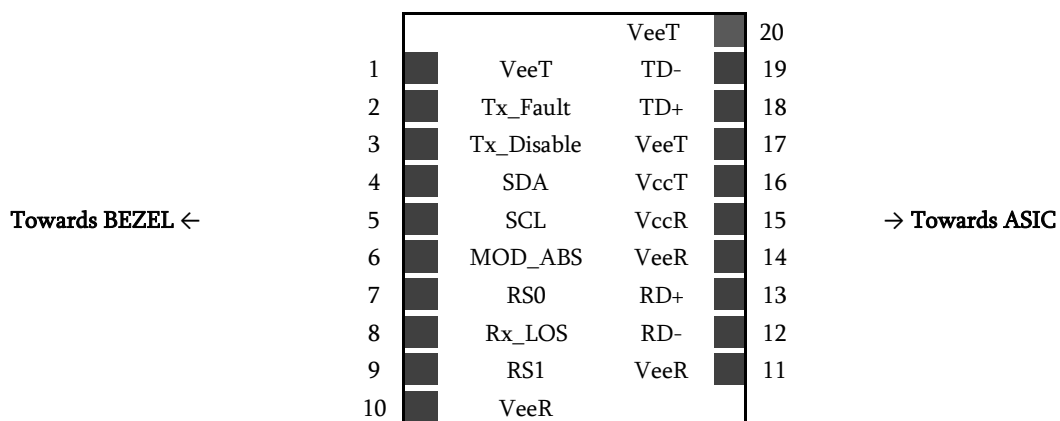 VeeT 20
1 VeeT TD- 19
2 Tx_Fault TD+ 18
3 Tx_Disable VeeT 17
4 SDA VccT 16
Towards BEZEL ← 5 SCL VccR 15 → Towards ASIC
6 MOD_ABS VeeR 14
7 RS0 RD+ 13
8 Rx_LOS RD- 12
9 RS1 VeeR 11
10 VeeR